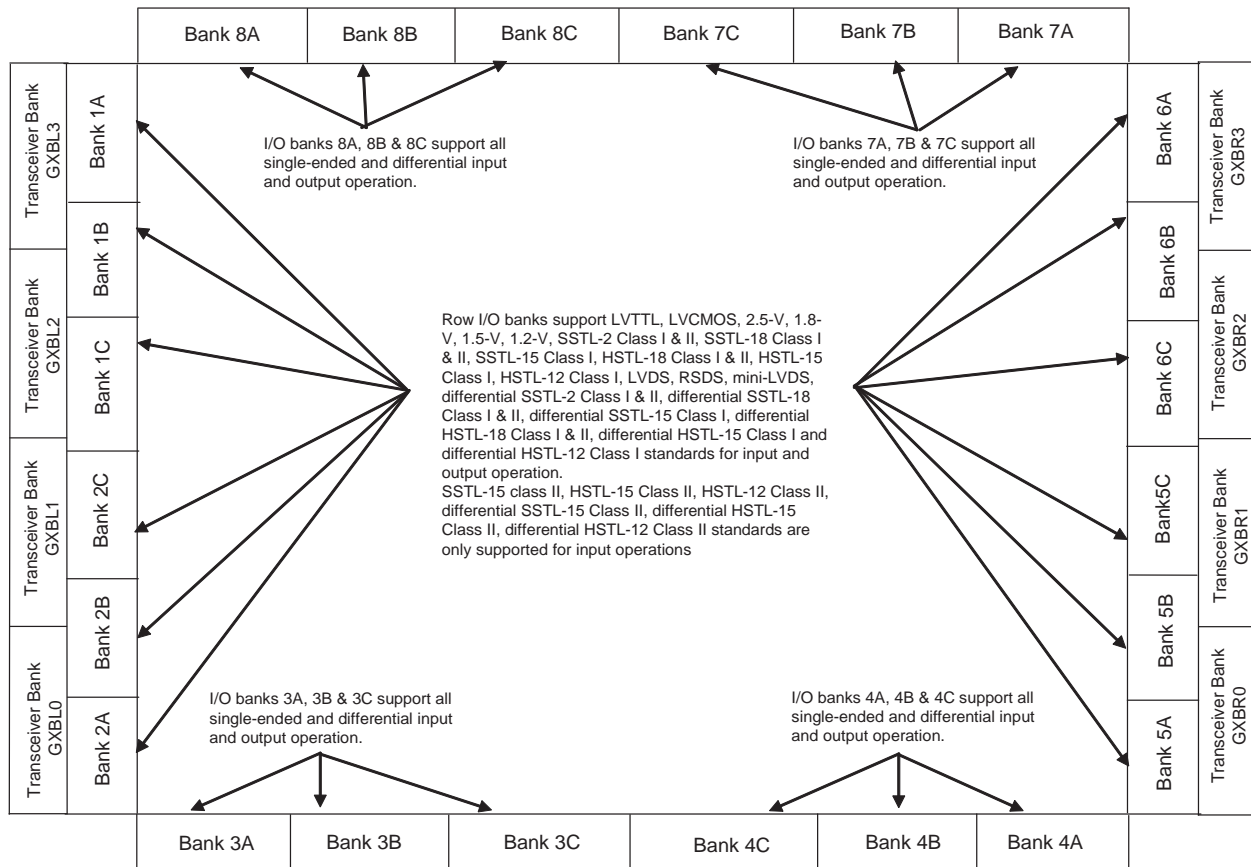 Bank 8A
Bank 8B
Bank 8C
Bank 7C
Bank 7B
Bank 7A
Transceiver Bank
GXBL3
Transceiver Bank
GXBL2
Transceiver Bank
GXBL1
Transceiver Bank
GXBL0
Bank 1A
Bank 1B
Bank 1C
Bank 2C
Bank 2B
Bank 2A
I/O banks 8A, 8B & 8C support all
single-ended and differential input
and output operation.
I/O banks 7A, 7B & 7C support all
single-ended and differential input
and output operation.
Row I/O banks support LVTTL, LVCMOS, 2.5-V, 1.8-
V, 1.5-V, 1.2-V, SSTL-2 Class I & II, SSTL-18 Class I
& II, SSTL-15 Class I, HSTL-18 Class I & II, HSTL-15
Class I, HSTL-12 Class I, LVDS, RSDS, mini-LVDS,
differential SSTL-2 Class I & II, differential SSTL-18
Class I & II, differential SSTL-15 Class I, differential
HSTL-18 Class I & II, differential HSTL-15 Class I and
differential HSTL-12 Class I standards for input and
output operation.
SSTL-15 class II, HSTL-15 Class II, HSTL-12 Class II,
differential SSTL-15 Class II, differential HSTL-15
Class II, differential HSTL-12 Class II standards are
only supported for input operations
I/O banks 3A, 3B & 3C support all
single-ended and differential input
and output operation.
I/O banks 4A, 4B & 4C support all
single-ended and differential input
and output operation.
Bank 6A
Bank 6B
Bank 6C
Bank5C
Bank 5B
Bank 5A
Transceiver Bank
GXBR3
Transceiver Bank
GXBR2
Transceiver Bank
GXBR1
Transceiver Bank
GXBR0
Bank 3A
Bank 3B
Bank 3C
Bank 4C
Bank 4B
Bank 4A